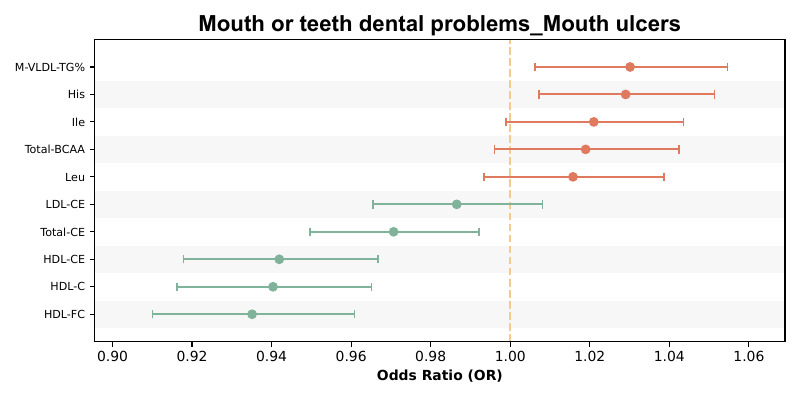 Mouth or teeth dental problems_Mouth ulcers
M-VLDL-TG%
His
Ile
Total-BCAA
Leu
LDL-CE
Total-CE
HDL-CE
HDL-C
HDL-FC
0.90 0.92 0.94 0.96 0.98 1.00 1.02 1.04 1.06
Odds Ratio (OR)